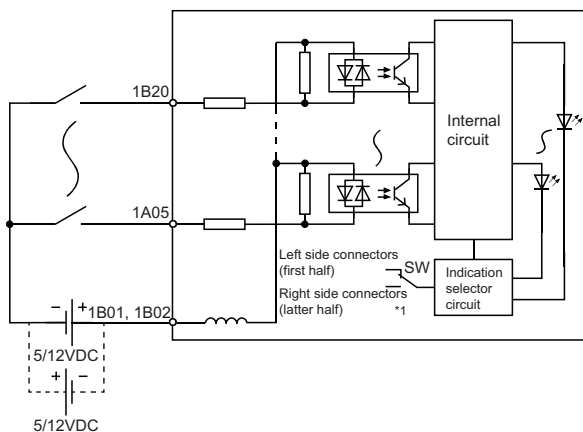 1B20
Internal
circuit
1A05
Left side connectors
(first half)
SW
Right side connectors
(latter half)
*1
Indication
selector
circuit
− +
1B01, 1B02
5/12VDC
+ −
5/12VDC